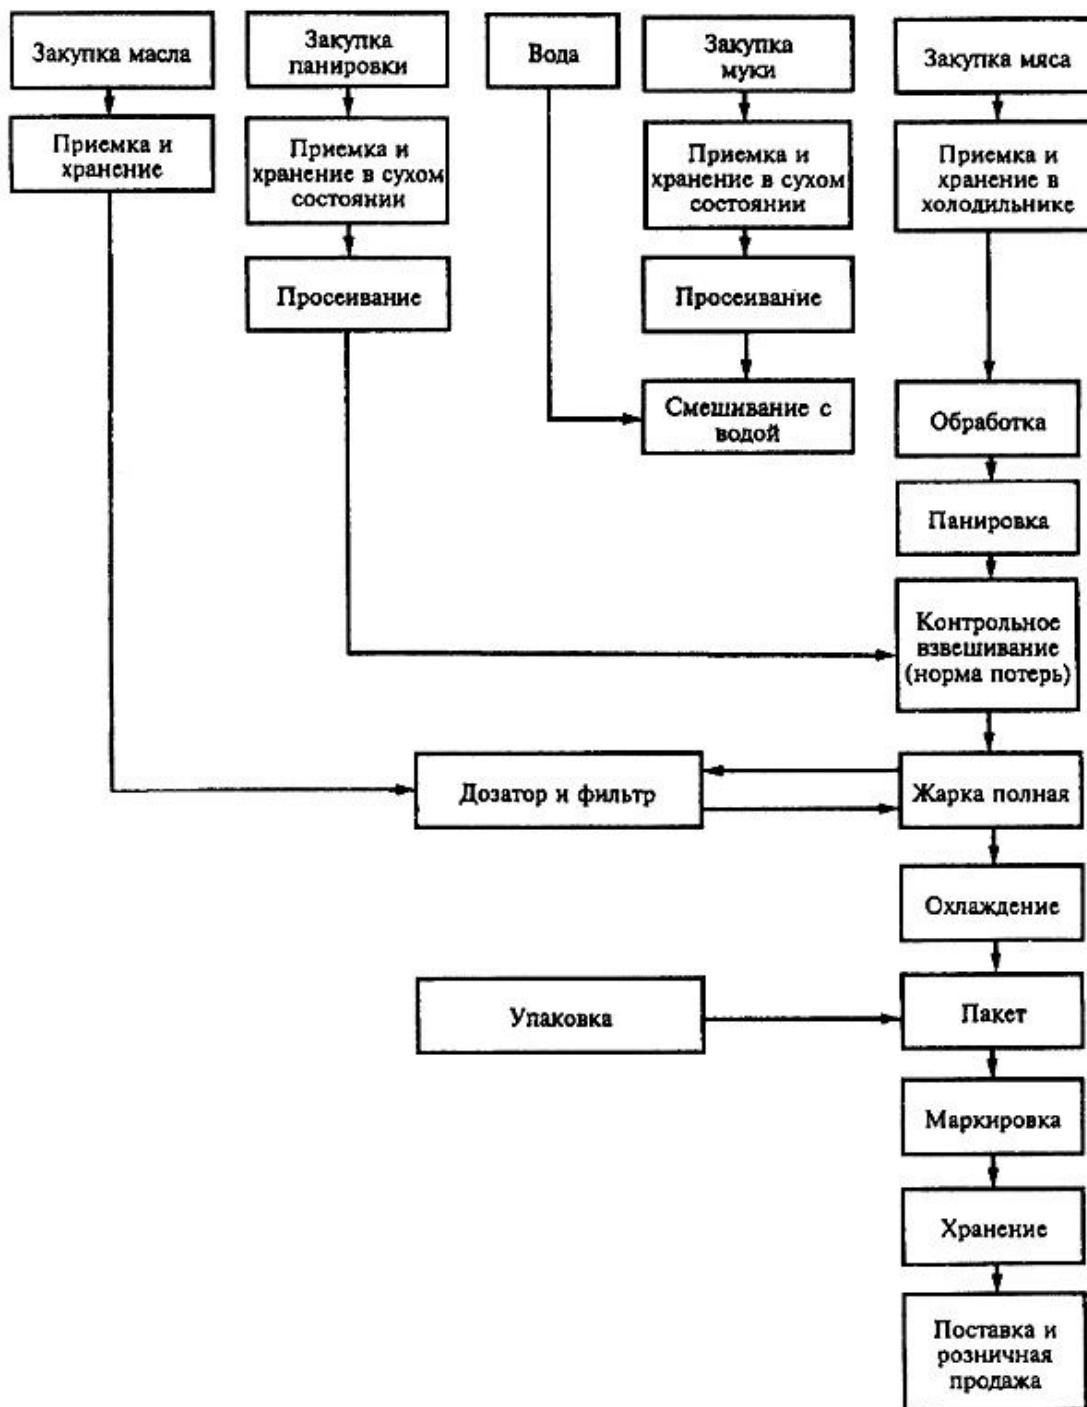 Закупка масла
Закупка
панировки
Вода
Закупка
муки
Закупка мяса
Приемка и
хранение
Приемка и
хранение в сухом
состоянии
Приемка и
хранение в сухом
состоянии
Приемка и
хранение в
холодильнике
Просеивание
Просеивание
Смешивание с
водой
Обработка
Панировка
Контрольное
взвешивание
(норма потерь)
Дозатор и фильтр
Жарка полная
Охлаждение
Упаковка
Пакет
Маркировка
Хранение
Поставка и
розничная
продажа